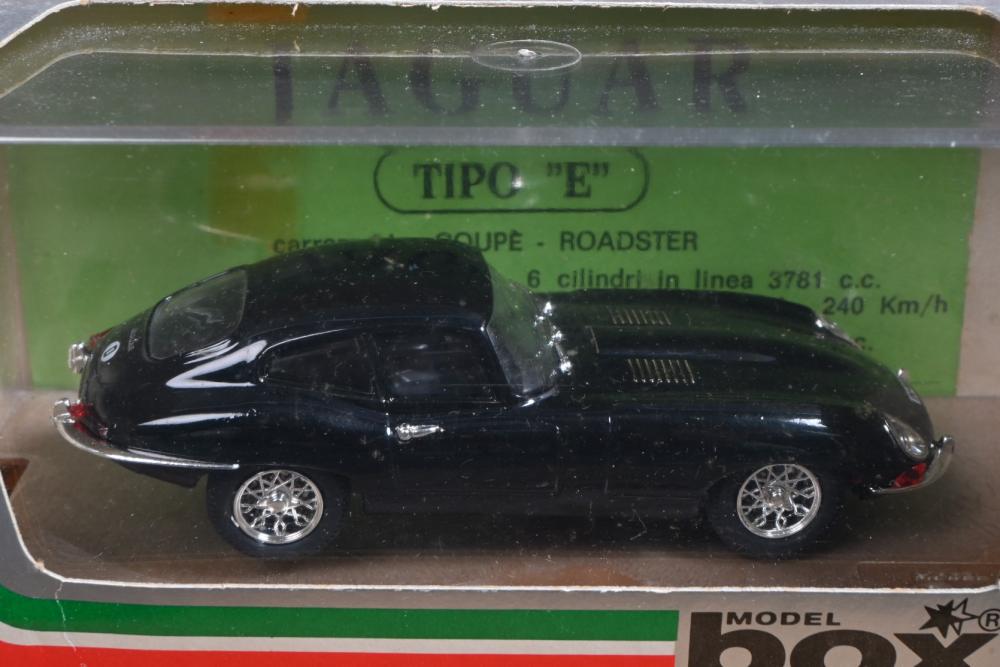 JAGUAR
TIPO "E"
COUPÈ - ROADSTER
6 cilindri in linea 3781 c.c.
240 Km/h
MODEL
box ®